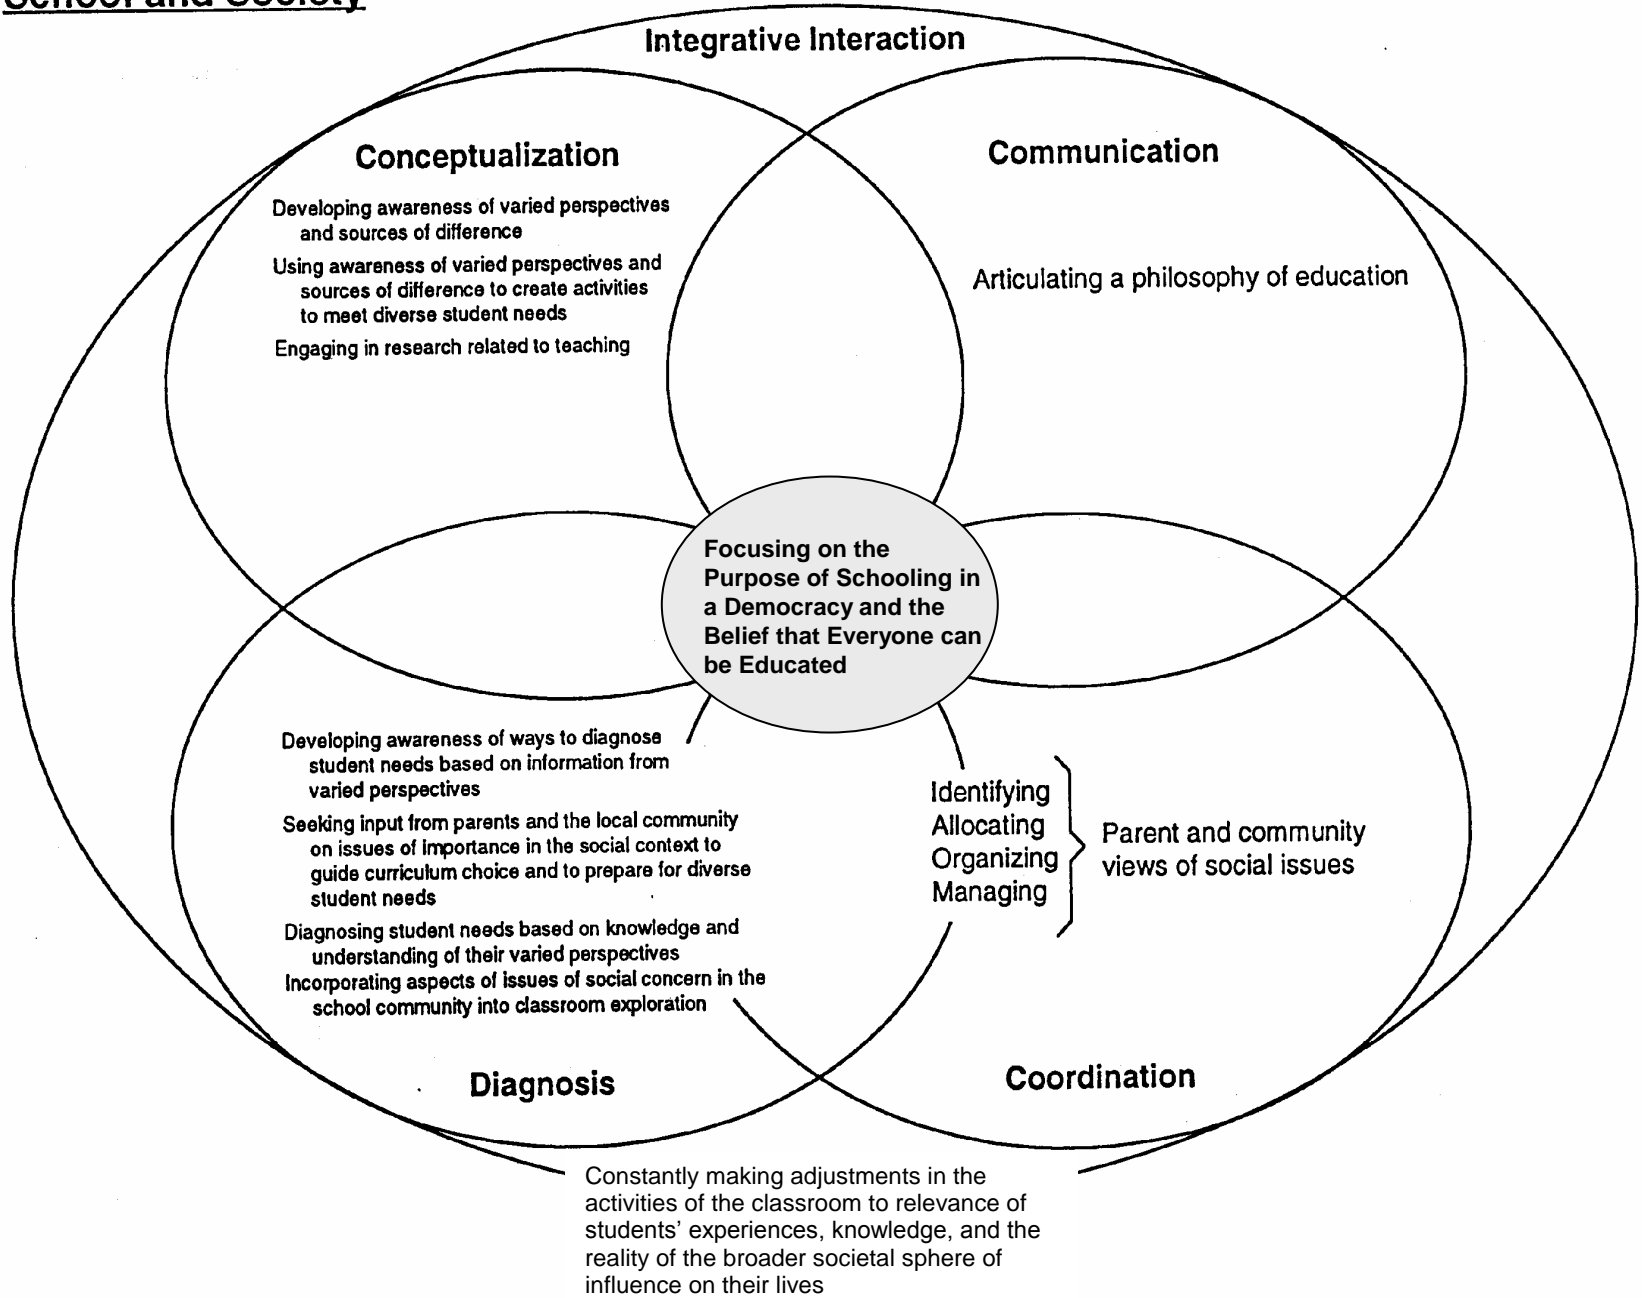 School and Society
Integrative Interaction
Conceptualization
Developing awareness of varied perspectives
and sources of difference
Using awareness of varied perspectives and
sources of difference to create activities
to meet diverse student needs
Engaging in research related to teaching
Communication
Articulating a philosophy of education
Focusing on the
Purpose of Schooling in
a Democracy and the
Belief that Everyone can
be Educated
Developing awareness of ways to diagnose
student needs based on information from
varied perspectives
Seeking input from parents and the local community
on issues of importance in the social context to
guide curriculum choice and to prepare for diverse
student needs
Diagnosing student needs based on knowledge and
understanding of their varied perspectives
Incorporating aspects of issues of social concern in the
school community into classroom exploration
Diagnosis
Identifying
Allocating
Organizing
Managing
Parent and community
views of social issues
Coordination
Constantly making adjustments in the
activities of the classroom to relevance of
students’ experiences, knowledge, and the
reality of the broader societal sphere of
influence on their lives